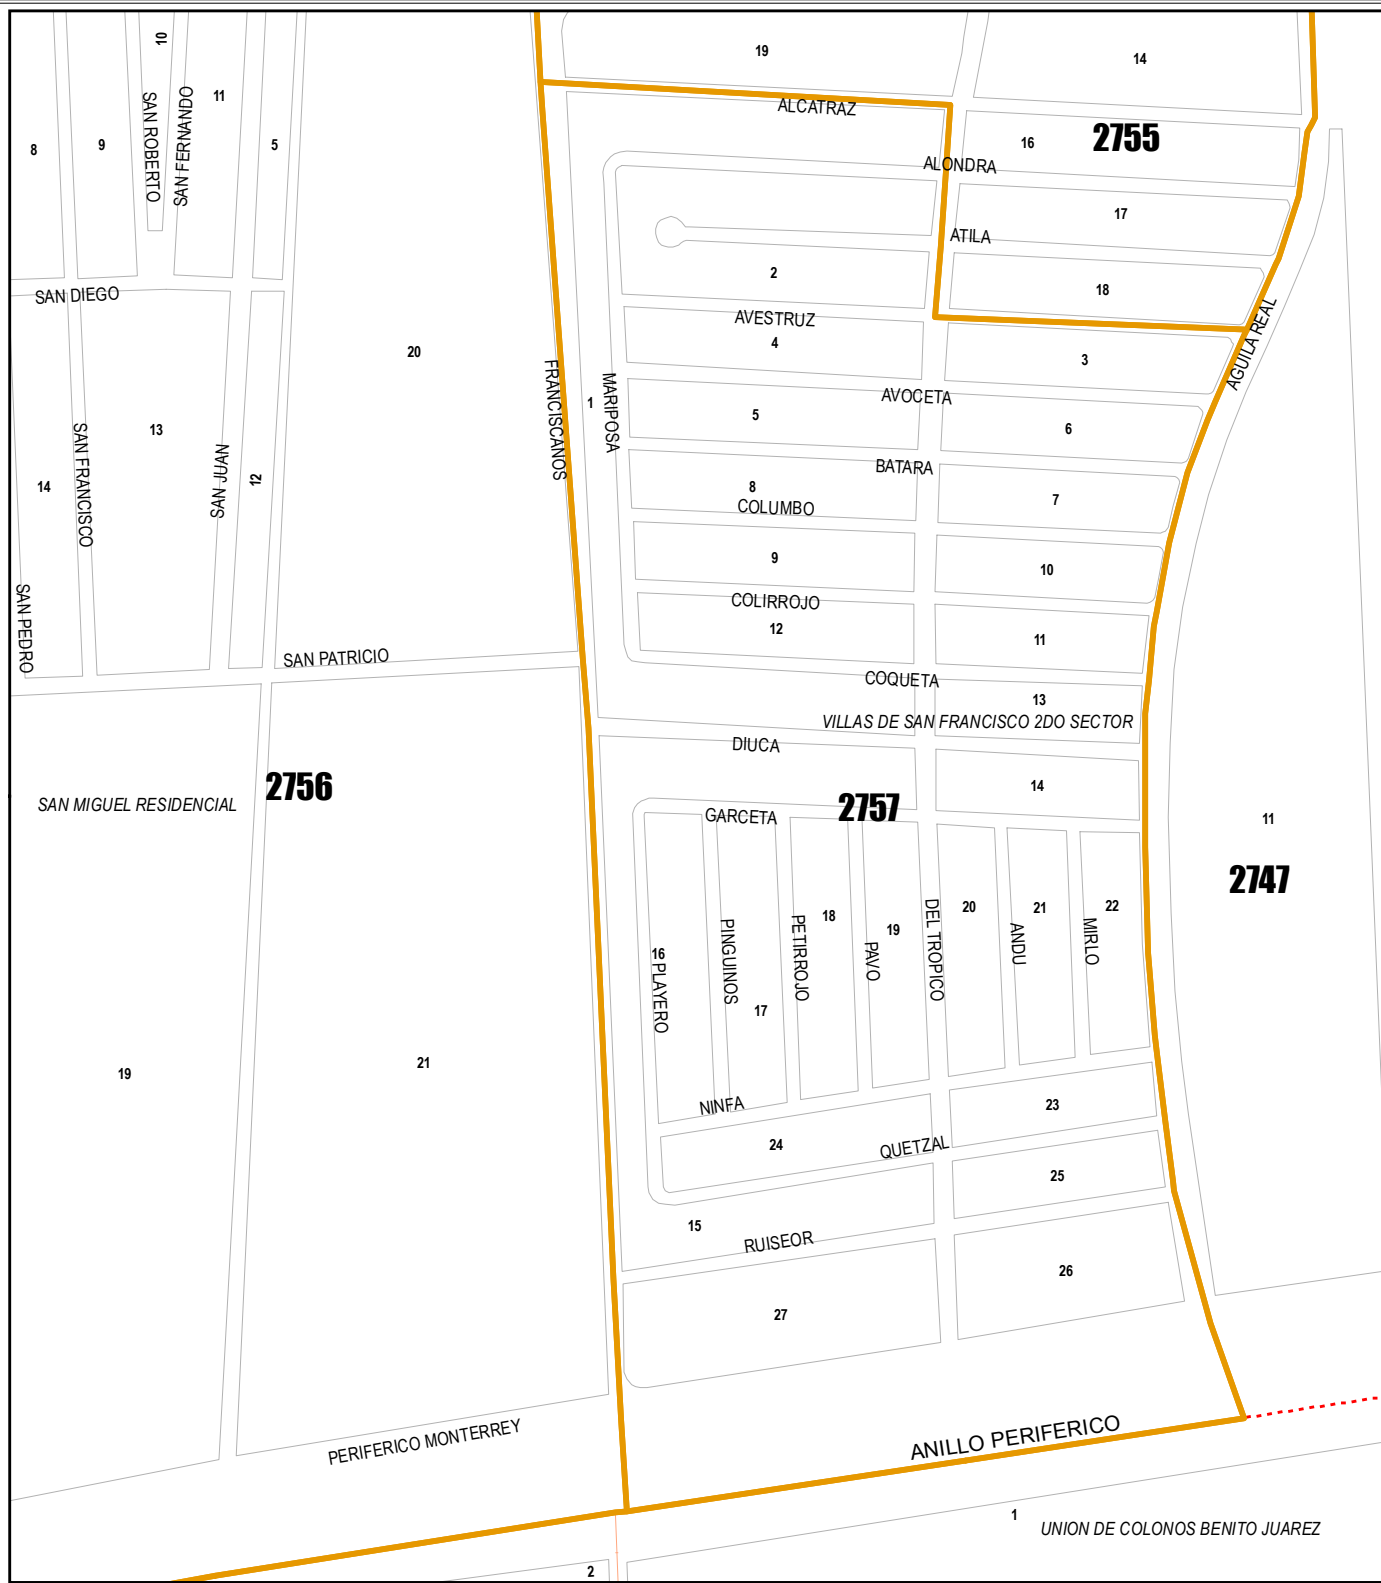 10
19
14
11
SAN ROBERTO
SAN FERNANDO
ALCATRAZ
2755
16
8
9
5
ALONDRA
17
ATILA
2
18
SAN DIEGO
AVESTRUZ
4
AGUILA REAL
20
3
FRANCISCANOS
1
MARIPOSA
AVOCETA
5
6
13
SAN FRANCISCO
SAN JUAN
12
14
BATARA
8
7
COLUMBO
9
10
COLIRROJO
12
11
SAN PEDRO
SAN PATRICIO
COQUETA
13
VILLAS DE SAN FRANCISCO 2DO SECTOR
DIUCA
2756
SAN MIGUEL RESIDENCIAL
14
2757
GARCETA
11
2747
16
PLAYERO
PINGUINOS
17
PETIRROJO
18
PAVO
19
DEL TROPICO
20
ANDU
21
MIRLO
22
19
21
NINFA
23
24
QUETZAL
25
15
RUISEOR
26
27
PERIFERICO MONTERREY
ANILLO PERIFERICO
1
UNION DE COLONOS BENITO JUAREZ
2